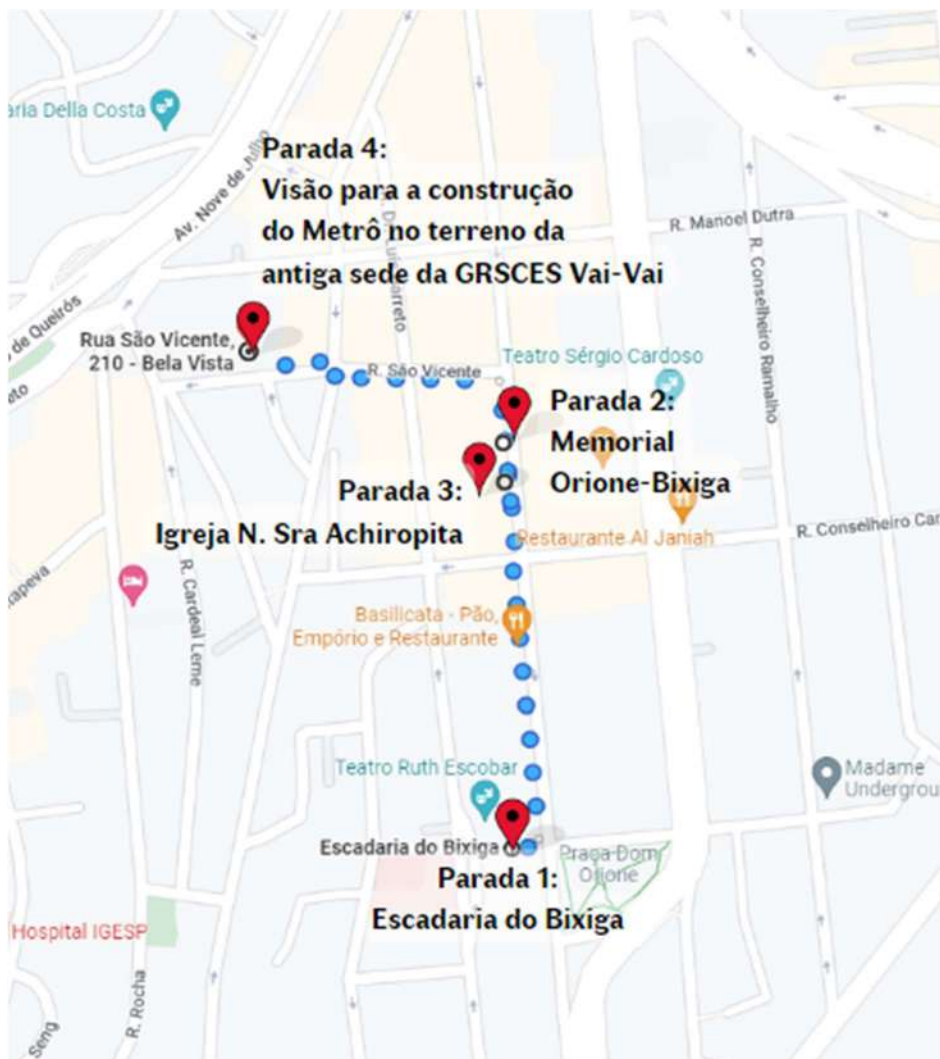 aria Della Costa
Av. Nove de Julho
Parada 4:
Visão para a construção
do Metrô no terreno da
antiga sede da GRSCES Vai-Vai
R. Manoel Dutra
R. Conselheiro Ramalho
de Queirós
Rua São Vicente,
210 - Bela Vista
R. São Vicente
Teatro Sérgio Cardoso
Parada 2:
Memorial
Orione-Bixiga
Parada 3:
Igreja N. Sra Achiropita
Restaurante Al Janiah
R. Conselheiro Car
R. Cardeal Leme
Basilicata - Pão,
Empório e Restaurante
Teatro Ruth Escobar
Madame
Undergrou
Escadaria do Bixiga
Praça Dom
Orione
Parada 1:
Escadaria do Bixiga
Hospital IGESP
R. Rocha
Seng